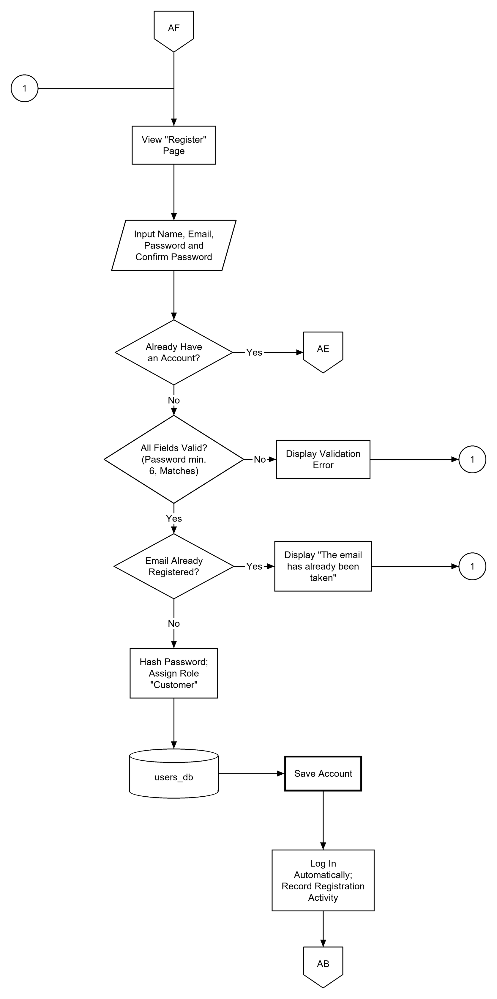 AF
1
View "Register"
Page
Input Name, Email,
Password and
Confirm Password
Already Have
an Account?
Yes
AE
No
All Fields Valid?
(Password min.
6, Matches)
No
Display Validation
Error
1
Yes
Email Already
Registered?
Yes
Display "The email
has already been
taken"
1
No
Hash Password;
Assign Role
"Customer"
users_db
Save Account
Log In
Automatically;
Record Registration
Activity
AB